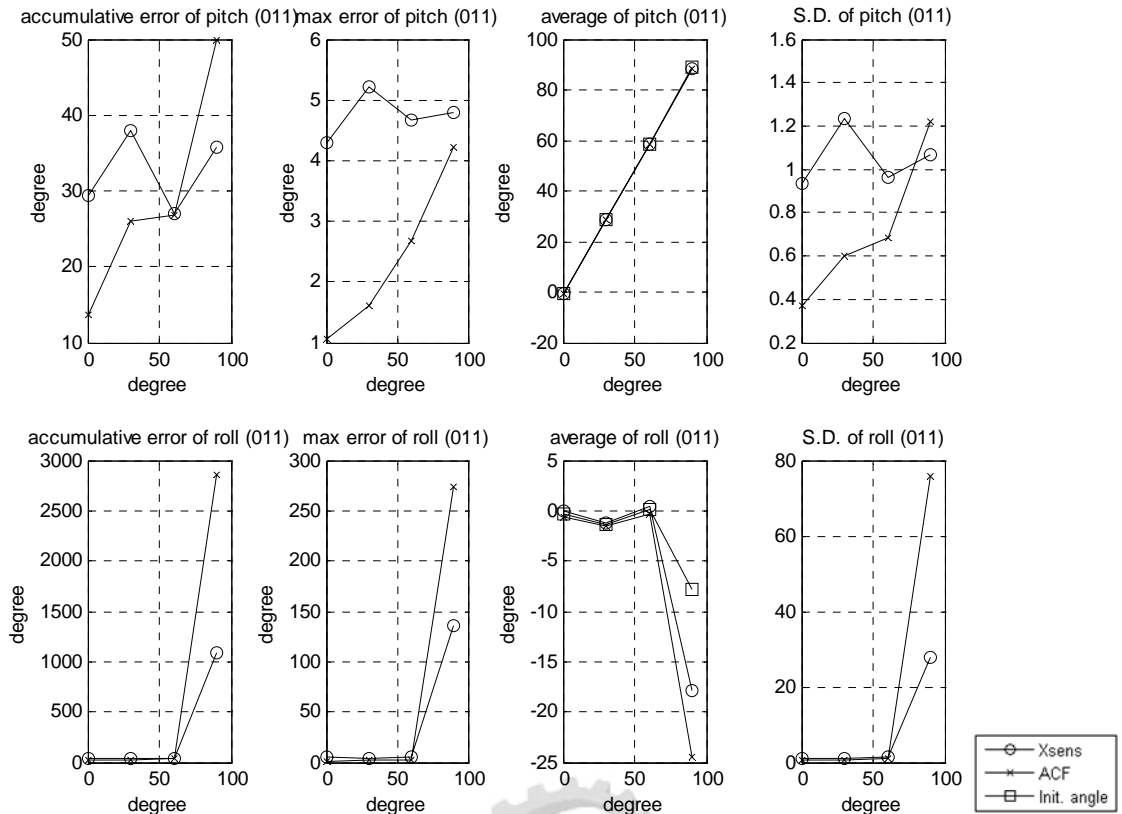 accumulative error of pitch (011)
max error of pitch (011)
average of pitch (011)
S.D. of pitch (011)
50
40
30
20
10
degree
0
50
100
degree
6
5
4
3
2
1
degree
0
50
100
degree
100
80
60
40
20
0
-20
degree
0
50
100
degree
1.6
1.4
1.2
1
0.8
0.6
0.4
0.2
degree
0
50
100
degree
accumulative error of roll (011)
max error of roll (011)
average of roll (011)
S.D. of roll (011)
3000
2500
2000
1500
1000
500
0
degree
0
50
100
degree
300
250
200
150
100
50
0
degree
0
50
100
degree
5
0
-5
-10
-15
-20
-25
degree
0
50
100
degree
80
60
40
20
0
degree
0
50
100
degree
Xsens
ACF
Init. angle